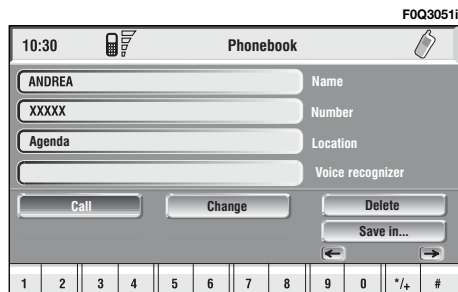 F0Q3051i
10:30 Phonebook
ANDREA Name
XXXXX Number
Agenda Location
Voice recognizer
Call Change Delete
Save in...
1 2 3 4 5 6 7 8 9 0 */+ #